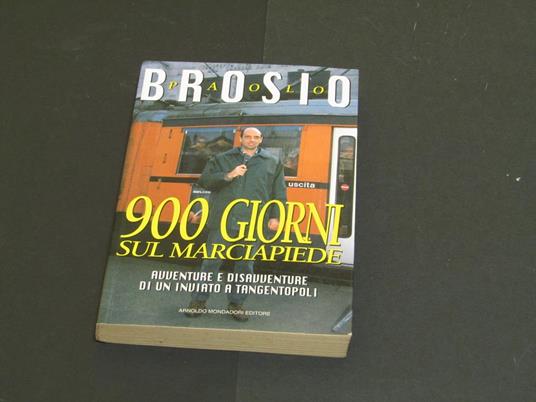 BROSIO
PAOLO
uscita
900 GIORNI
SUL MARCIAPIEDE
AVVENTURE E DISAVVENTURE
DI UN INVIATO A TANGENTOPOLI
ARNOLDO MONDADORI EDITORE